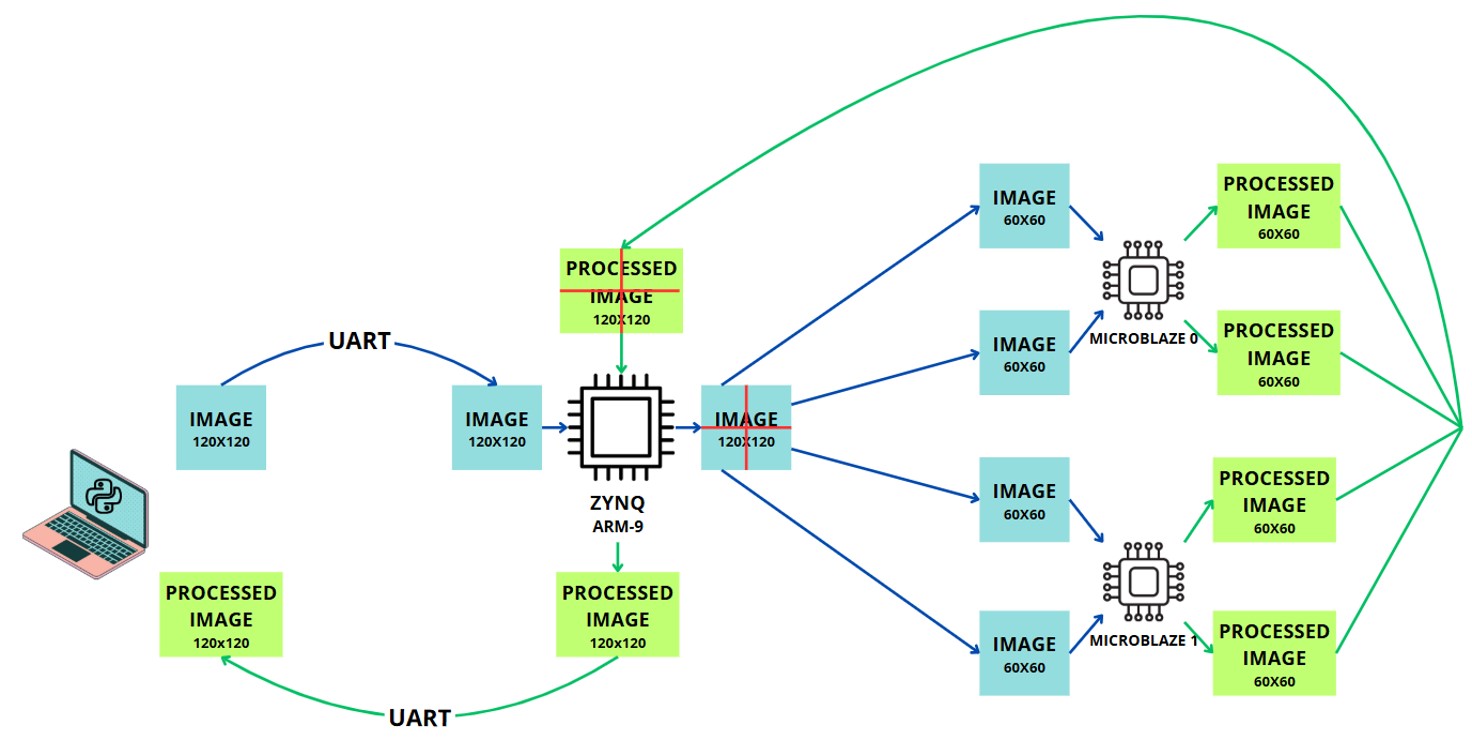 IMAGE
60X60
PROCESSED
IMAGE
60X60
PROCESSED
IMAGE
120X120
MICROBLAZE 0
IMAGE
60X60
PROCESSED
IMAGE
60X60
UART
IMAGE
120X120
IMAGE
120X120
IMAGE
120X120
ZYNQ
ARM-9
IMAGE
60X60
PROCESSED
IMAGE
60X60
PROCESSED
IMAGE
120x120
PROCESSED
IMAGE
120x120
MICROBLAZE 1
IMAGE
60X60
PROCESSED
IMAGE
60X60
UART